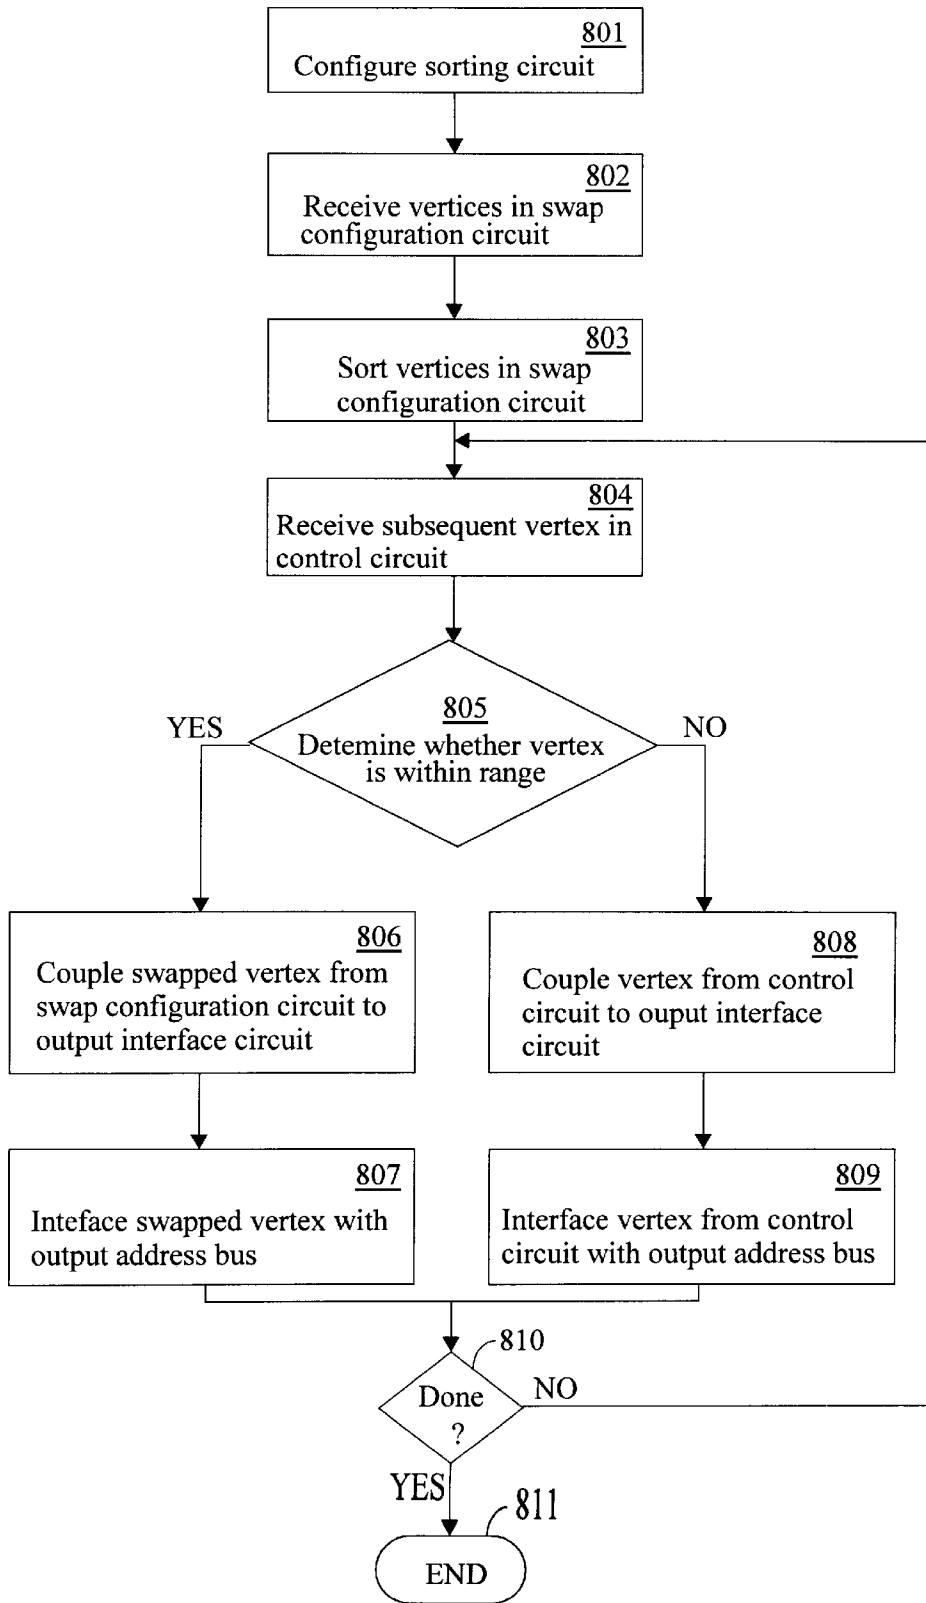 801
Configure sorting circuit
802
Receive vertices in swap
configuration circuit
803
Sort vertices in swap
configuration circuit
804
Receive subsequent vertex in
control circuit
805
Detemine whether vertex
is within range
YES
NO
806
Couple swapped vertex from
swap configuration circuit to
output interface circuit
808
Couple vertex from control
circuit to ouput interface
circuit
807
Inteface swapped vertex with
output address bus
809
Interface vertex from control
circuit with output address bus
810
Done
?
NO
YES
811
END